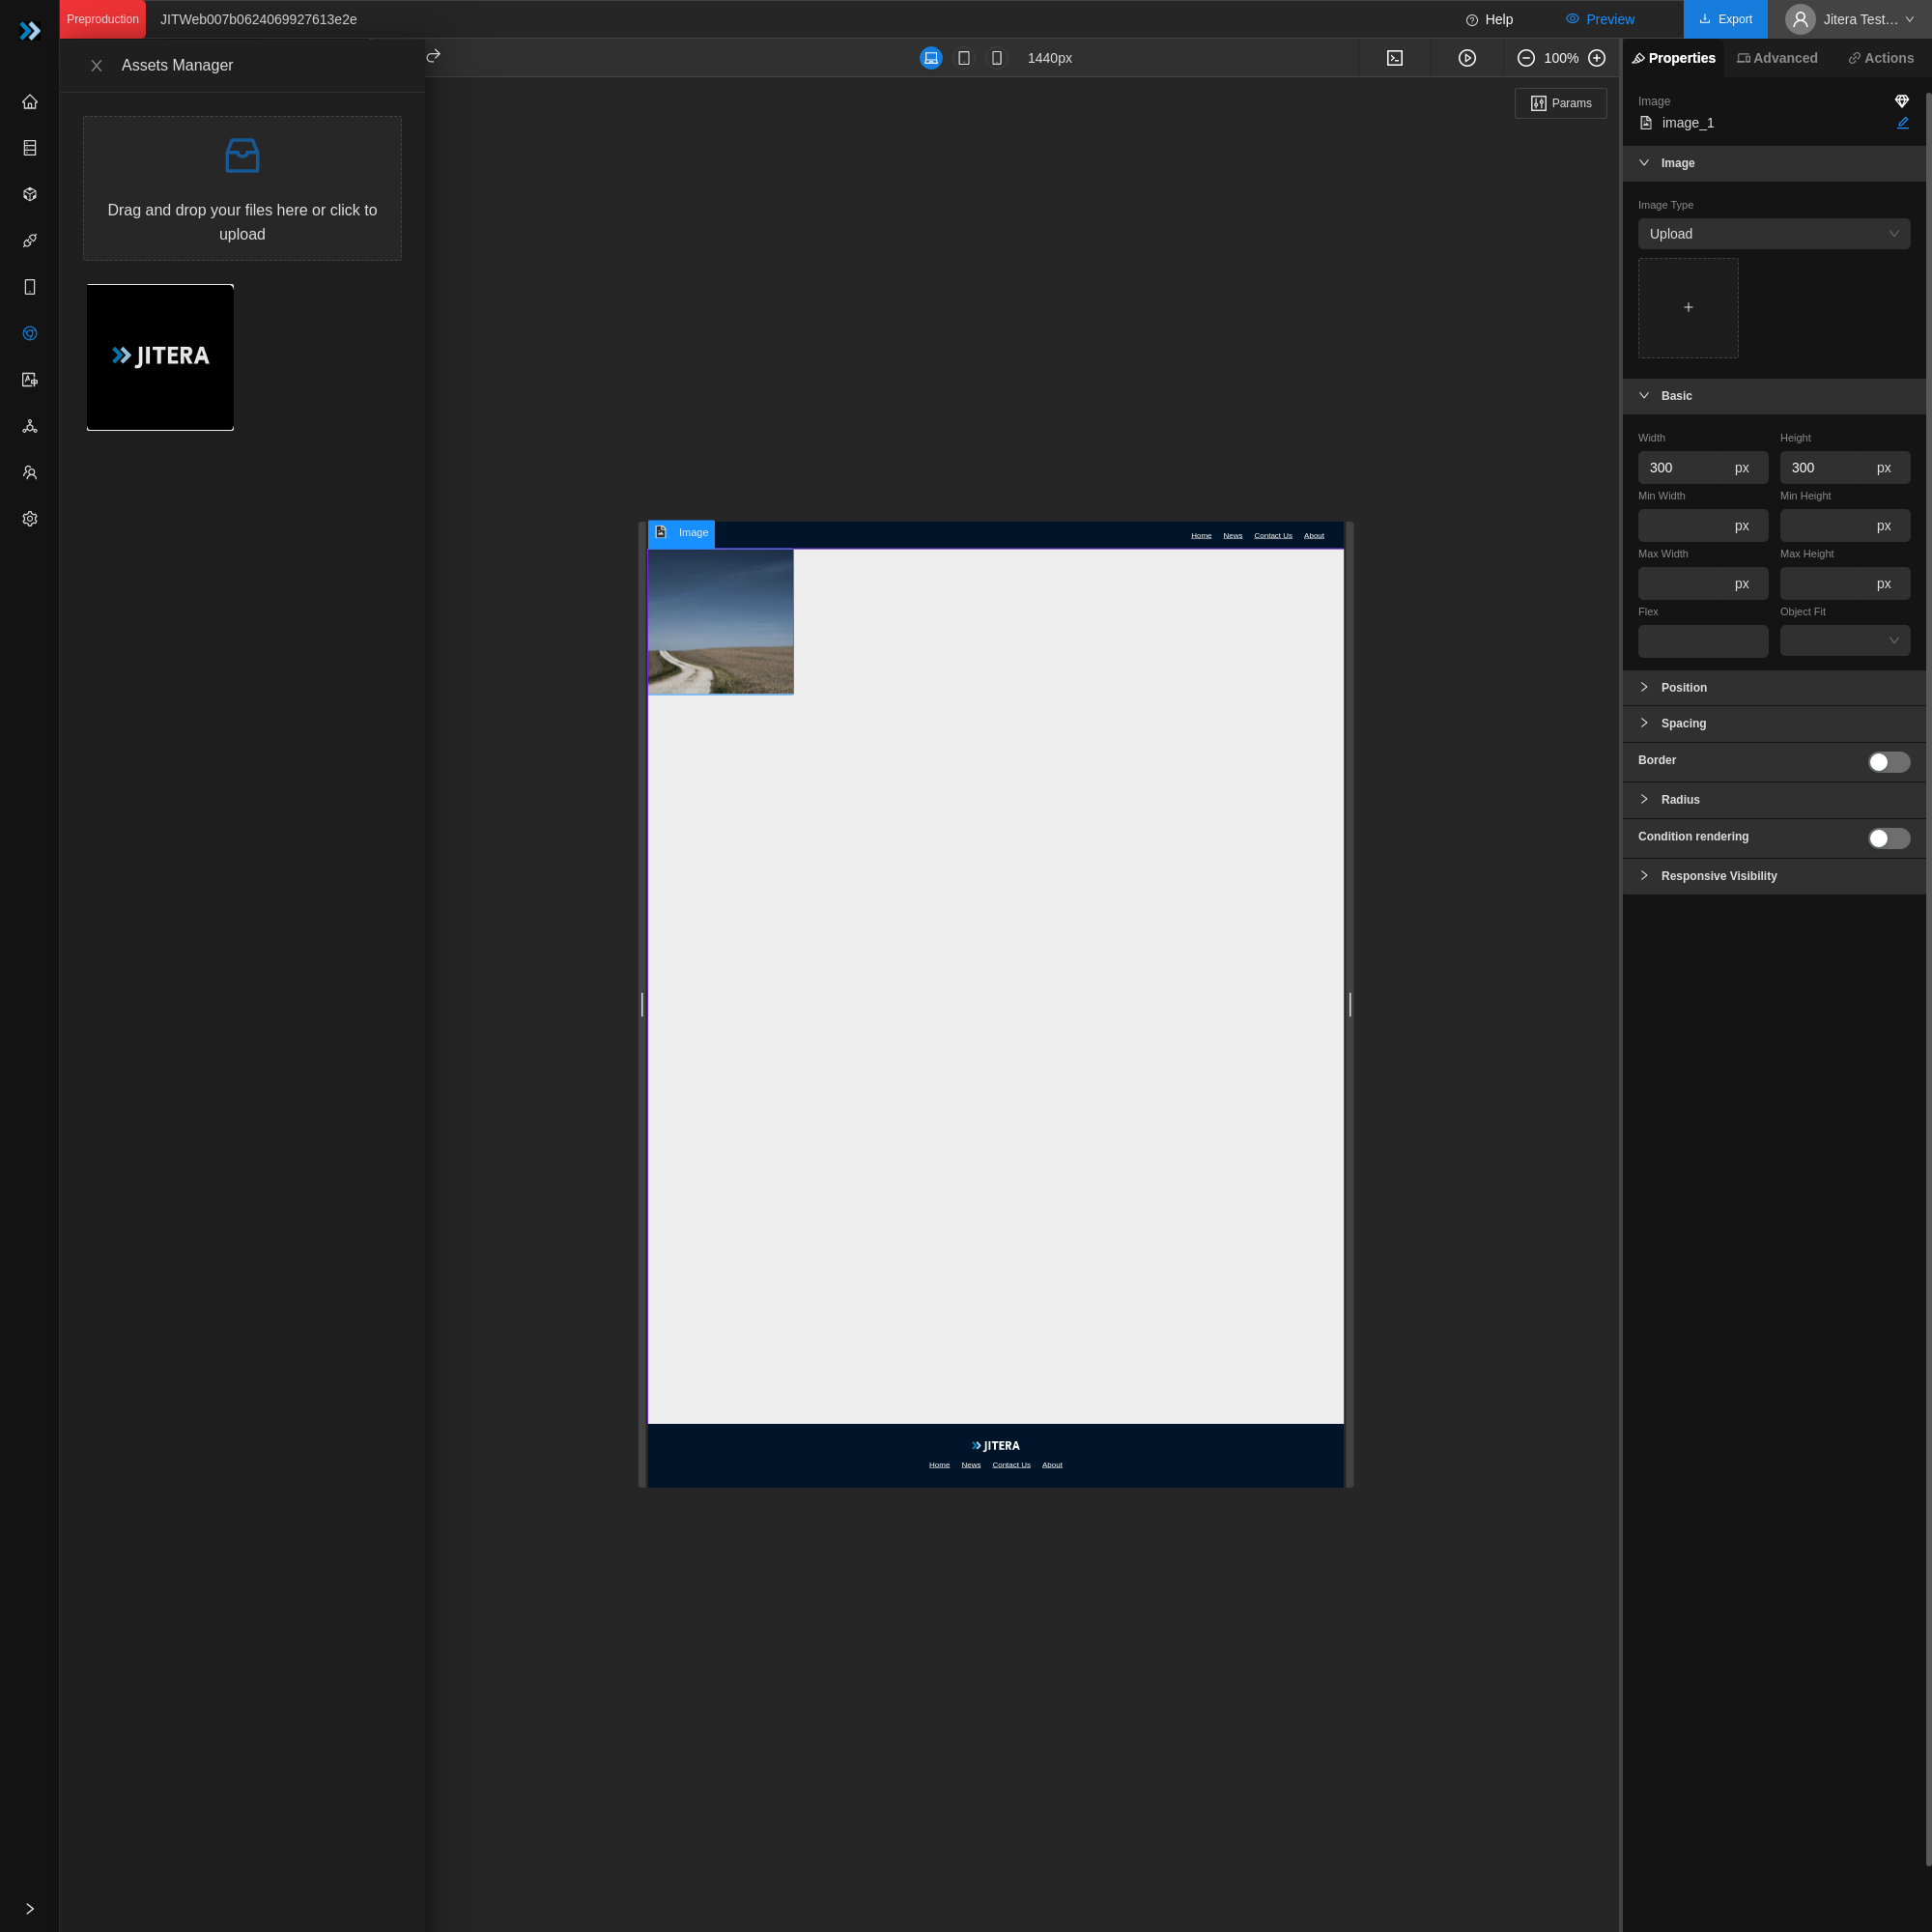 Preproduction
JITWeb007b0624069927613e2e
Help
Preview
Export
Jitera Test...
Assets Manager
1440px
100%
Properties
Advanced
Actions
Drag and drop your files here or click to
upload
JITERA
Params
Image
image_1
Image
Image Type
Upload
Basic
Width
Height
300 px
300 px
Min Width
Min Height
px
px
Max Width
Max Height
px
px
Flex
Object Fit
Position
Spacing
Border
Radius
Condition rendering
Responsive Visibility
Image
Home News Contact Us About
JITERA
Home News Contact Us About